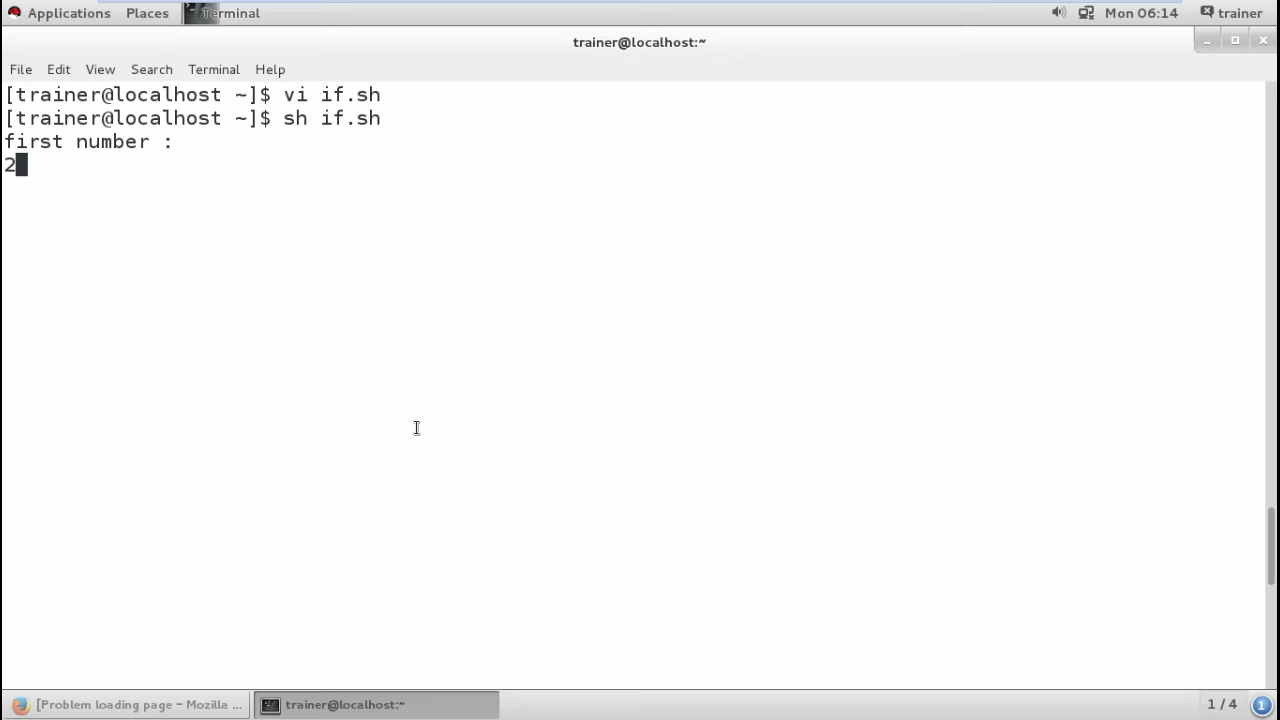 Applications Places Terminal Mon 06:14 trainer
trainer@localhost:~
File Edit View Search Terminal Help
[trainer@localhost ~]$ vi if.sh
[trainer@localhost ~]$ sh if.sh
first number :
2
[Problem loading page - Mozilla ... trainer@localhost:~ 1 / 4 1